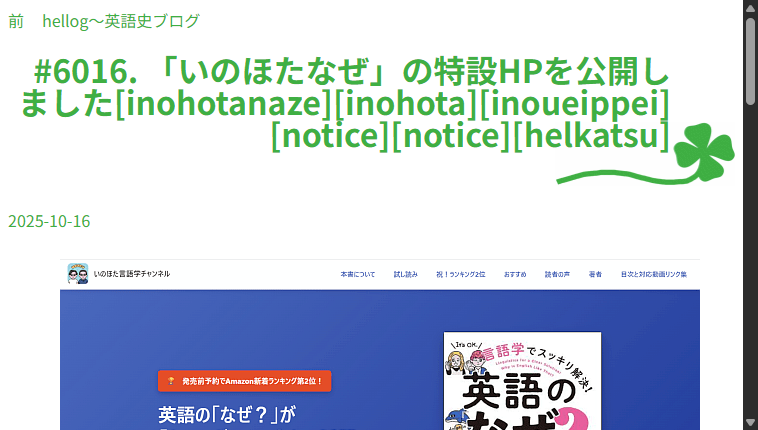 前 hellog～英語史ブログ
#6016. 「いのほたなぜ」の特設HPを公開し
ました[inohotanaze][inohota][inoueippei]
[notice][notice][helkatsu]
2025-10-16
いのほた言語学チャンネル 本書について 試し読み 祝！ランキング2位 おすすめ 読者の声 著者 目次と対応動画リンク集
It's OK!
言語学でスッキリ解決!
英語の
なぜ?
発売前予約でAmazon新着ランキング第2位！
英語の「なぜ？」が